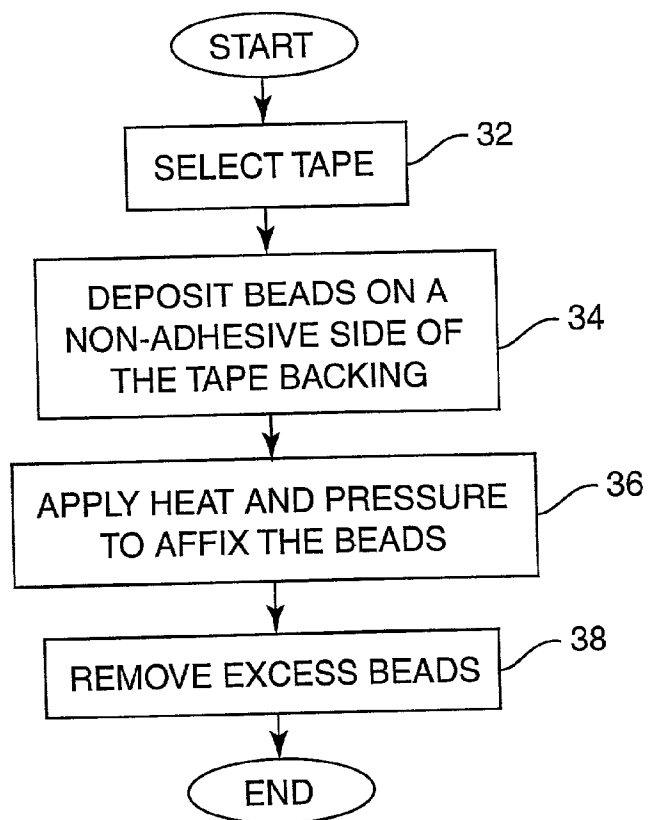 START
SELECT TAPE
32
DEPOSIT BEADS ON A
NON-ADHESIVE SIDE OF
THE TAPE BACKING
34
APPLY HEAT AND PRESSURE
TO AFFIX THE BEADS
36
REMOVE EXCESS BEADS
38
END